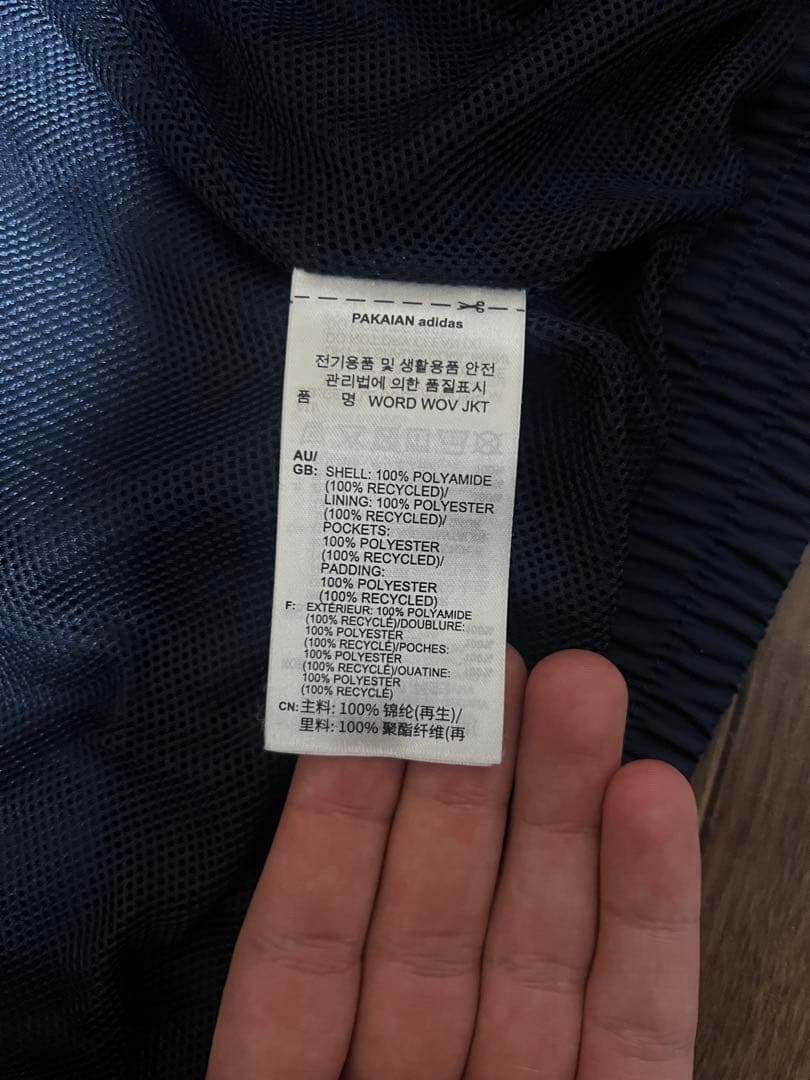 PAKAIAN adidas
전기용품 및 생활용품 안전
관리법에 의한 품질표시
품 명 WORD WOV JKT
AU/
GB: SHELL: 100% POLYAMIDE
(100% RECYCLED)/
LINING: 100% POLYESTER
(100% RECYCLED)/
POCKETS:
100% POLYESTER
(100% RECYCLED)/
PADDING:
100% POLYESTER
(100% RECYCLED)
F: EXTÉRIEUR: 100% POLYAMIDE
(100% RECYCLÉ)/DOUBLURE:
100% POLYESTER
(100% RECYCLÉ)/POCHES:
100% POLYESTER
(100% RECYCLÉ)/OUATINE:
100% POLYESTER
(100% RECYCLÉ)
CN: 主料: 100% 锦纶(再生)/
里料: 100% 聚酯纤维(再